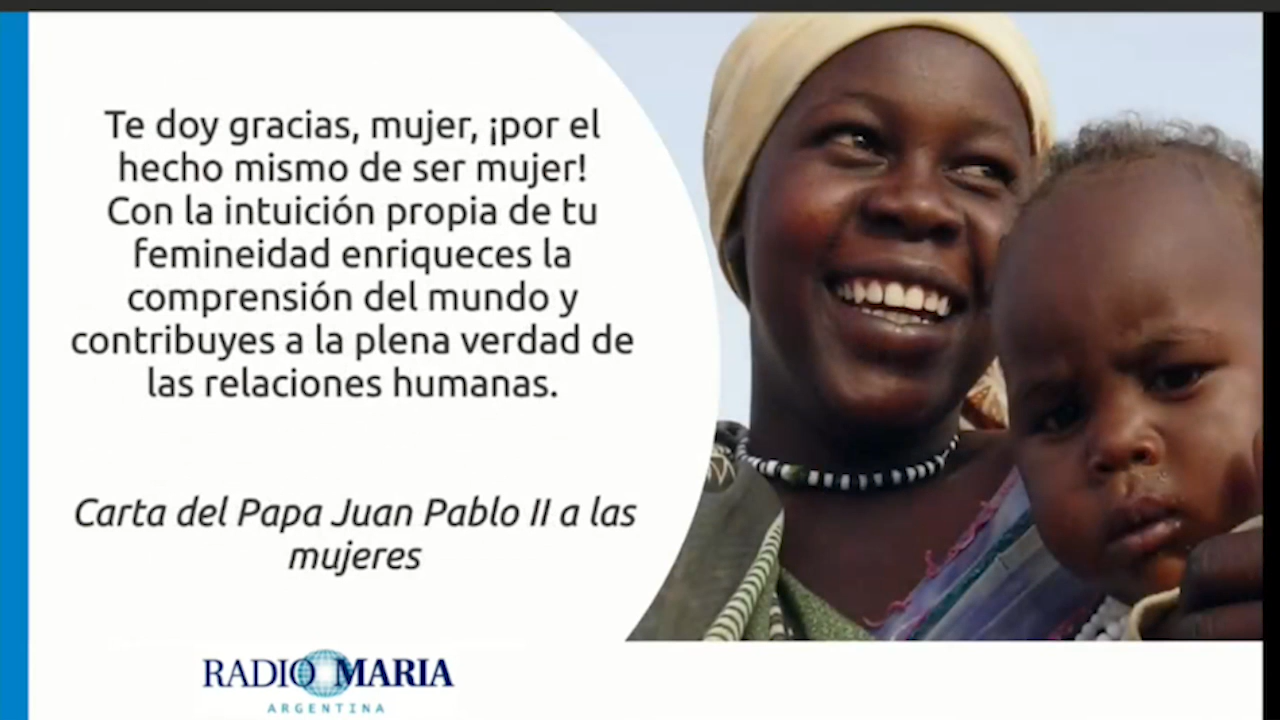 Te doy gracias, mujer, ¡por el
hecho mismo de ser mujer!
Con la intuición propia de tu
femineidad enriqueces la
comprensión del mundo y
contribuyes a la plena verdad de
las relaciones humanas.
Carta del Papa Juan Pablo II a las
mujeres
RADIO MARIA
ARGENTINA